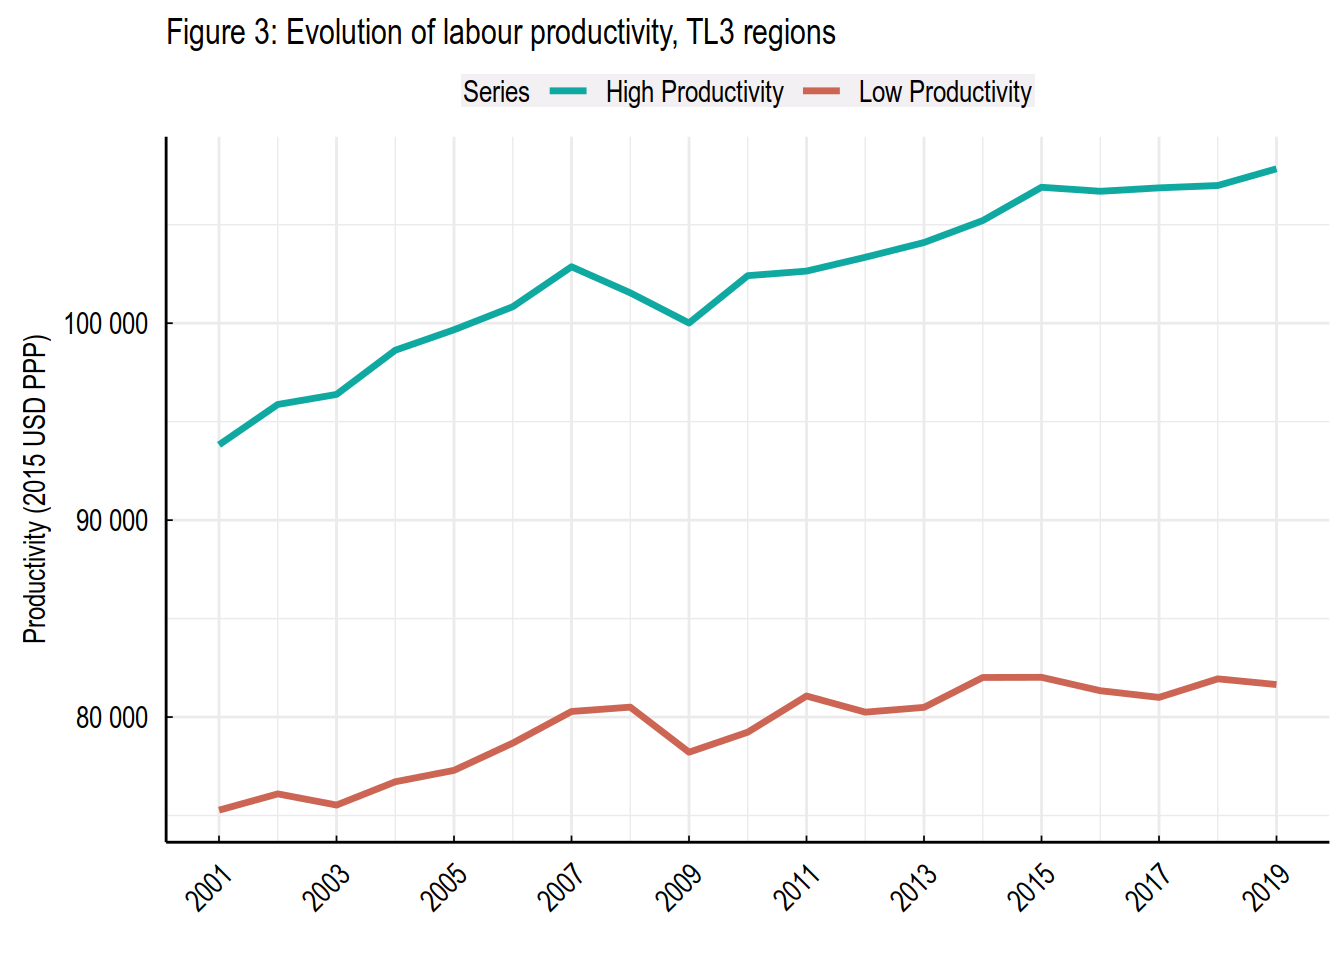 Figure 3: Evolution of labour productivity, TL3 regions
Series High Productivity Low Productivity
Productivity (2015 USD PPP)
100 000
90 000
80 000
2001 2003 2005 2007 2009 2011 2013 2015 2017 2019